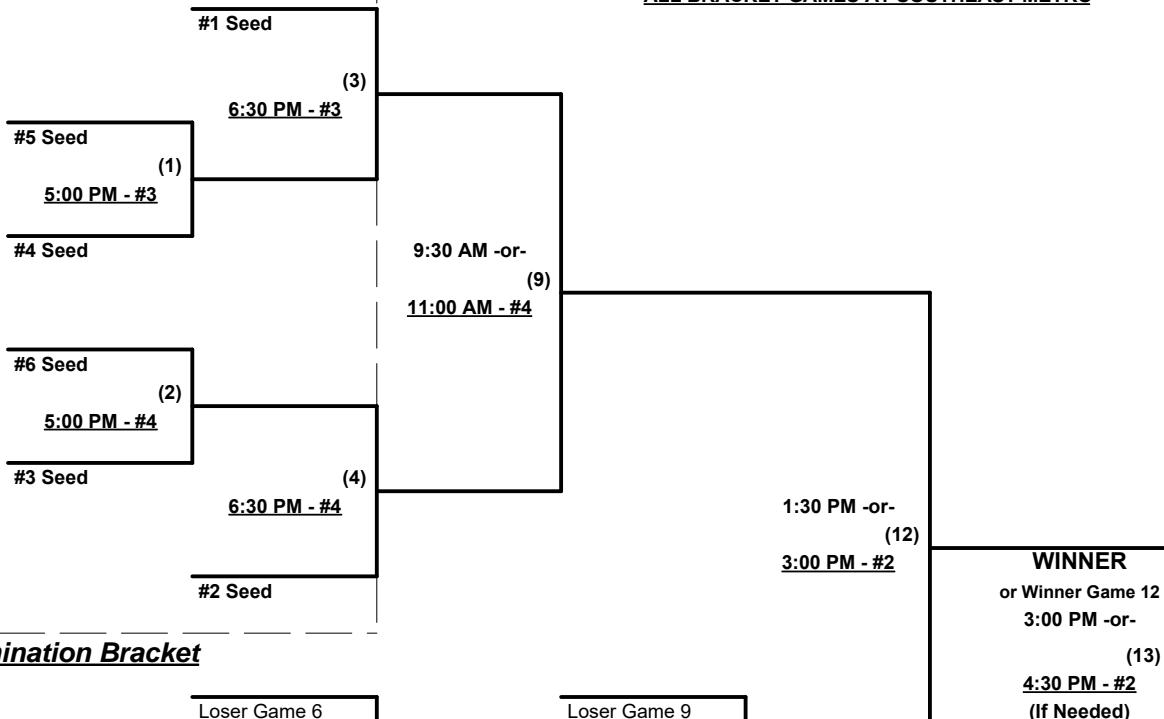 #1 Seed
(3)
6:30 PM - #3
#5 Seed
(1)
5:00 PM - #3
#4 Seed
9:30 AM -or-
(9)
11:00 AM - #4
#6 Seed
(2)
5:00 PM - #4
#3 Seed
(4)
6:30 PM - #4
#2 Seed
1:30 PM -or-
(12)
3:00 PM - #2
WINNER
or Winner Game 12
3:00 PM -or-
(13)
4:30 PM - #2
(If Needed)
Bracket
Loser Game 6
Loser Game 9